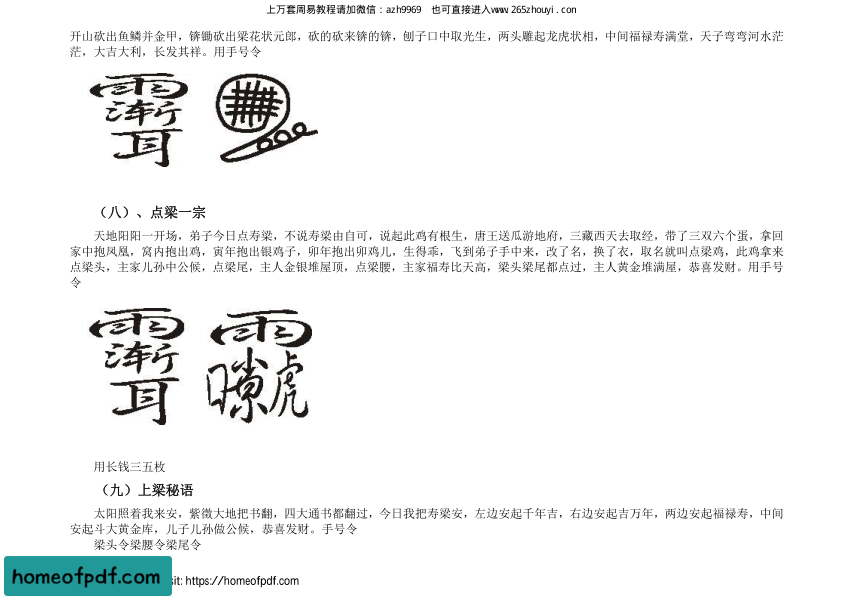 上万套周易教程请加微信：azh9969 也可直接进入www.265zhouyi.com
开山砍出鱼鳞并金甲，锛锄砍出梁花状元郎，砍的砍来锛的锛，刨子口中取光生，两头雕起龙虎状相，中间福禄寿满堂，天子弯弯河水茫
茫，大吉大利，长发其祥。用手号令
（八）、点梁一宗
天地阳阳一开场，弟子今日点寿梁，不说寿梁由自可，说起此鸡有根生，唐王送瓜游地府，三藏西天去取经，带了三双六个蛋，拿回
家中抱凤凰，窝内抱出鸡，寅年抱出银鸡子，卯年抱出卯鸡儿，生得乖，飞到弟子手中来，改了名，换了衣，取名就叫点梁鸡，此鸡拿来
点梁头，主家儿孙中公候，点梁尾，主人金银堆屋顶，点梁腰，主家福寿比天高，梁头梁尾都点过，主人黄金堆满屋，恭喜发财。用手号
令
用长钱三五枚
（九）上梁秘语
太阳照着我来安，紫微大地把书翻，四大通书都翻过，今日我把寿梁安，左边安起千年吉，右边安起吉万年，两边安起福禄寿，中间
安起斗大黄金库，儿子儿孙做公候，恭喜发财。手号令
梁头令梁腰令梁尾令
homeofpdf.com
sit: https://homeofpdf.com